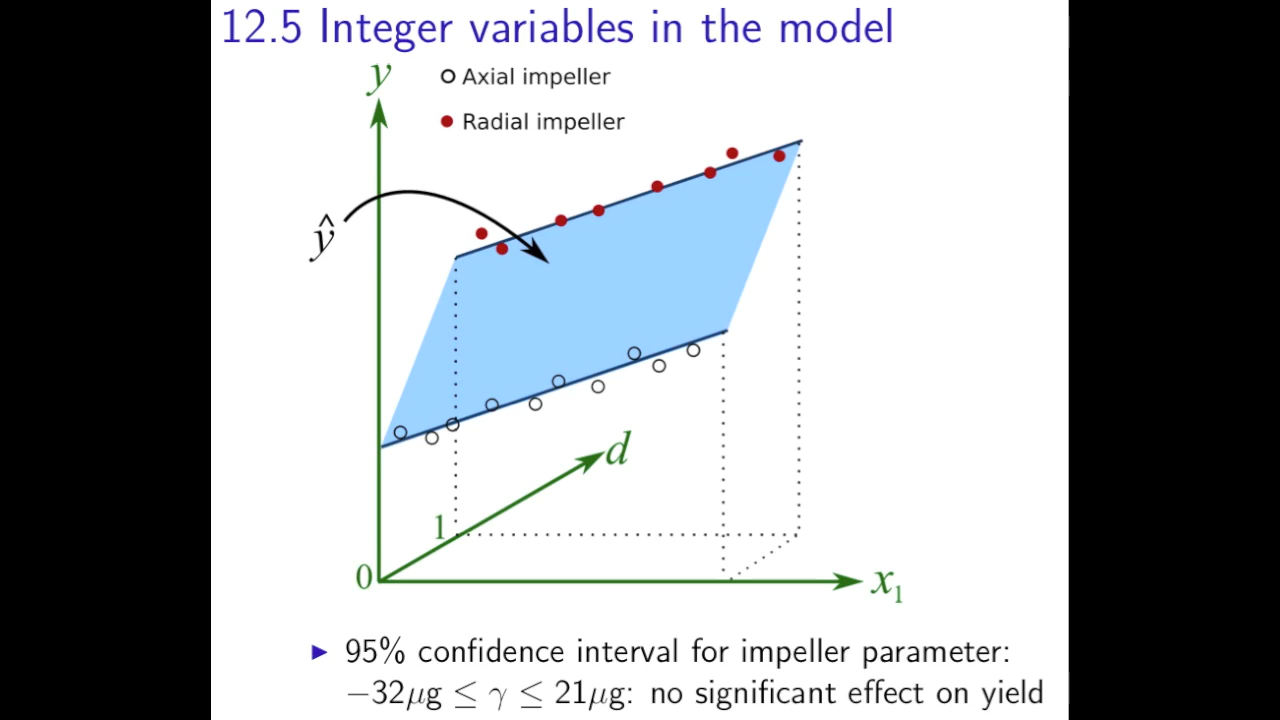 12.5 Integer variables in the model
y
Axial impeller
Radial impeller
ŷ
d
1
0
x₁
▶ 95% confidence interval for impeller parameter:
−32μg ≤ γ ≤ 21μg: no significant effect on yield